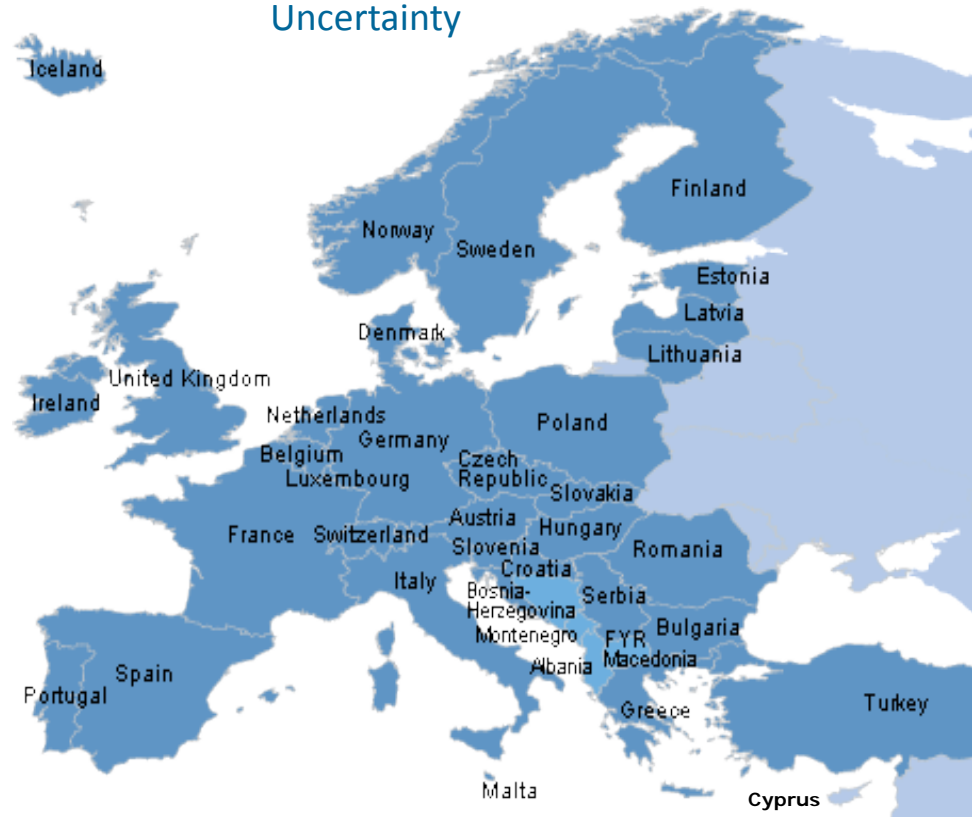 Uncertainty
Iceland
Finland
Norway
Sweden
Estonia
Latvia
Denmark
Lithuania
United Kingdom
Ireland
Netherlands
Poland
Germany
Belgium
Czech
Republic
Luxembourg
Slovakia
Austria
Hungary
France
Switzerland
Slovenia
Romania
Croatia
Italy
Bosnia-
Herzegovina
Serbia
Montenegro
FYR
Macedonia
Bulgaria
Albania
Spain
Portugal
Greece
Turkey
Malta
Cyprus